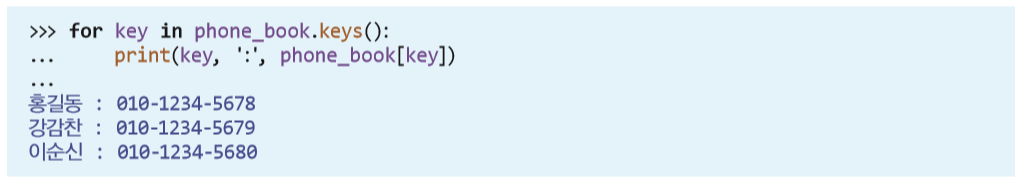 >>> for key in phone_book.keys():
...     print(key, ':', phone_book[key])
...
홍길동 : 010-1234-5678
강감찬 : 010-1234-5679
이순신 : 010-1234-5680